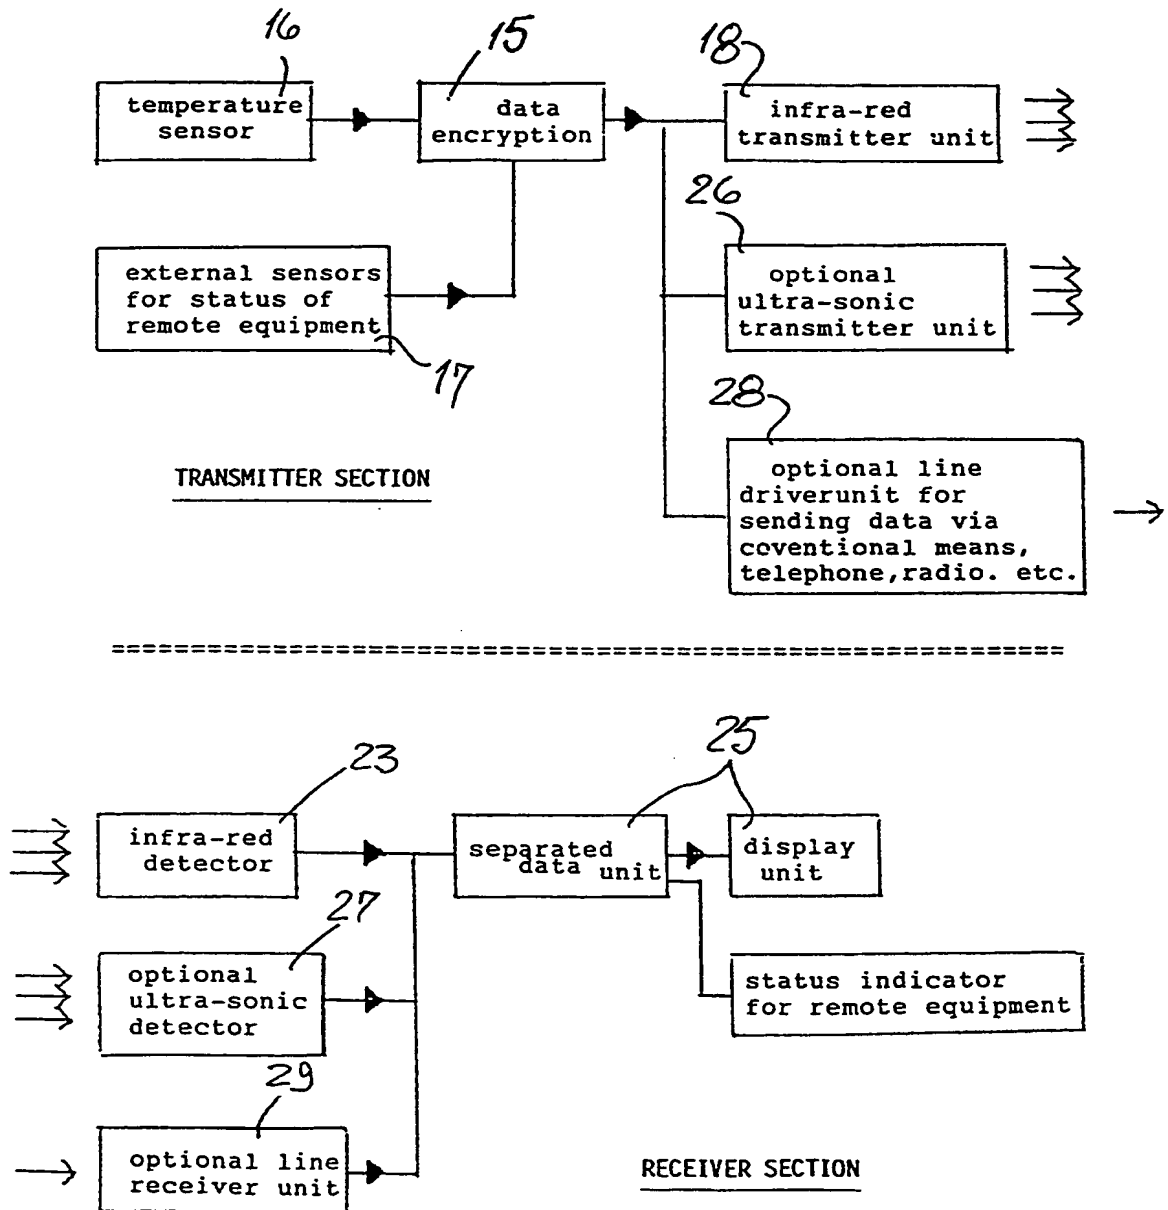 16
15
18
temperature
sensor
data
encryption
infra-red
transmitter unit
26
external sensors
for status of
remote equipment
optional
ultra-sonic
transmitter unit
17
28
TRANSMITTER SECTION
optional line
driverunit for
sending data via
coventional means,
telephone,radio. etc.
============================================================
25
23
infra-red
detector
separated
data unit
display
unit
27
optional
ultra-sonic
detector
status indicator
for remote equipment
29
optional line
receiver unit
RECEIVER SECTION